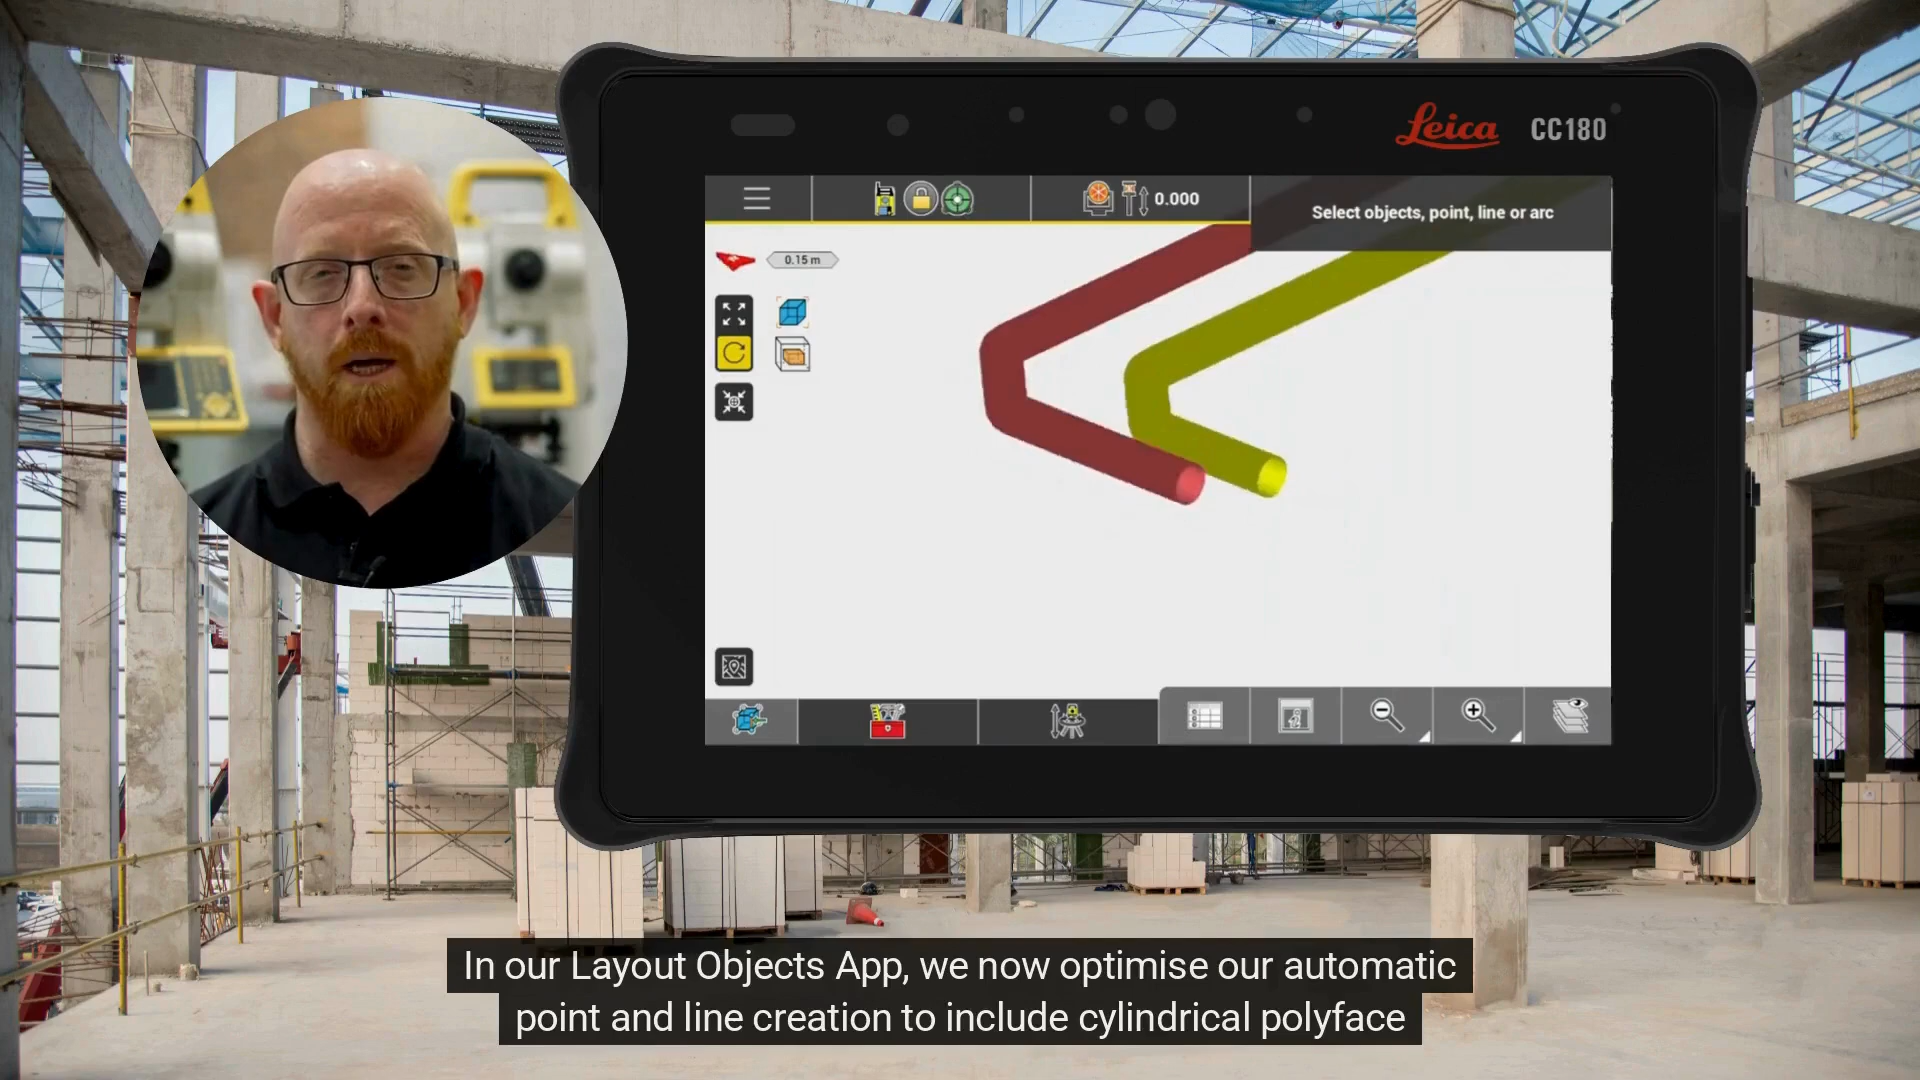 Leica CC180
0.000
Select objects, point, line or arc
0.15 m
In our Layout Objects App, we now optimise our automatic
point and line creation to include cylindrical polyface